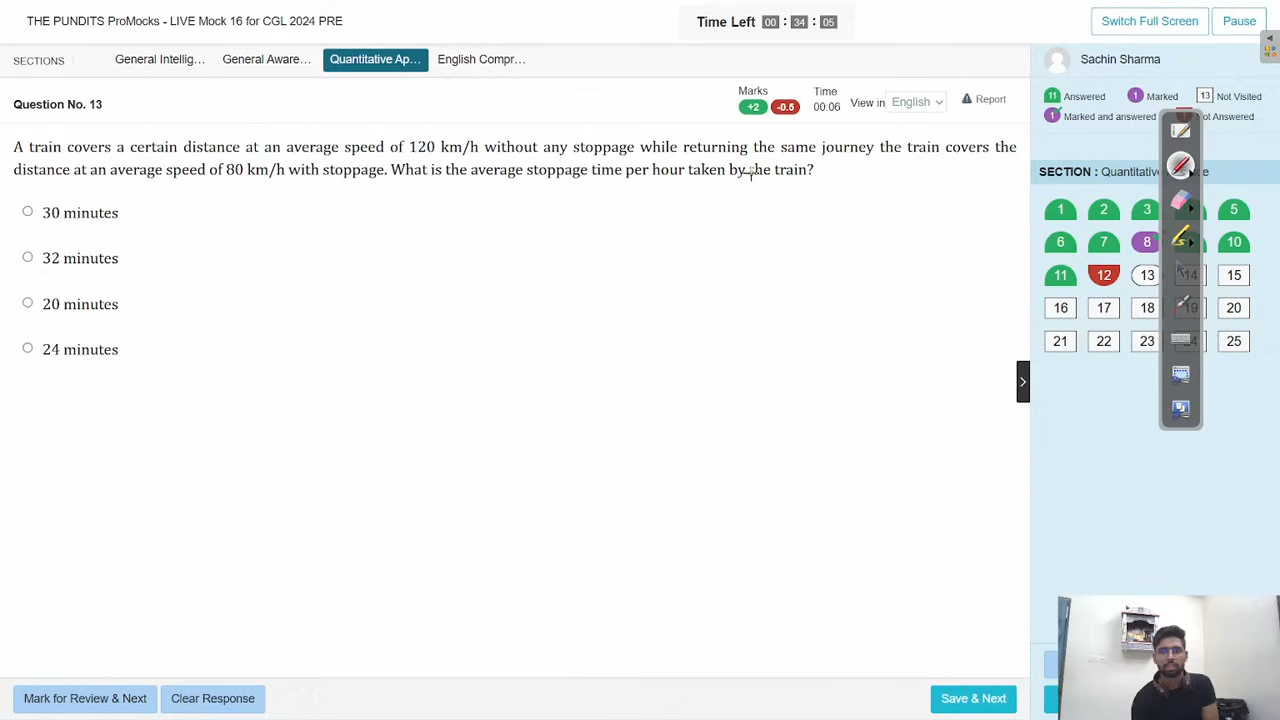 THE PUNDITS ProMocks - LIVE Mock 16 for CGL 2024 PRE
Time Left 00 : 34 : 05
Switch Full Screen
Pause
SECTIONS
General Intellig...
General Aware...
Quantitative Ap...
English Compr...
Sachin Sharma
Question No. 13
Marks
+2 -0.5
Time
00:06
View in English
Report
11 Answered
1 Marked
13 Not Visited
1 Marked and answered
Not Answered
A train covers a certain distance at an average speed of 120 km/h without any stoppage while returning the same journey the train covers the
distance at an average speed of 80 km/h with stoppage. What is the average stoppage time per hour taken by the train?
30 minutes
32 minutes
20 minutes
24 minutes
SECTION : Quantitative
1 2 3 5
6 7 8 10
11 12 13 14 15
16 17 18 19 20
21 22 23 24 25
Mark for Review & Next
Clear Response
Save & Next